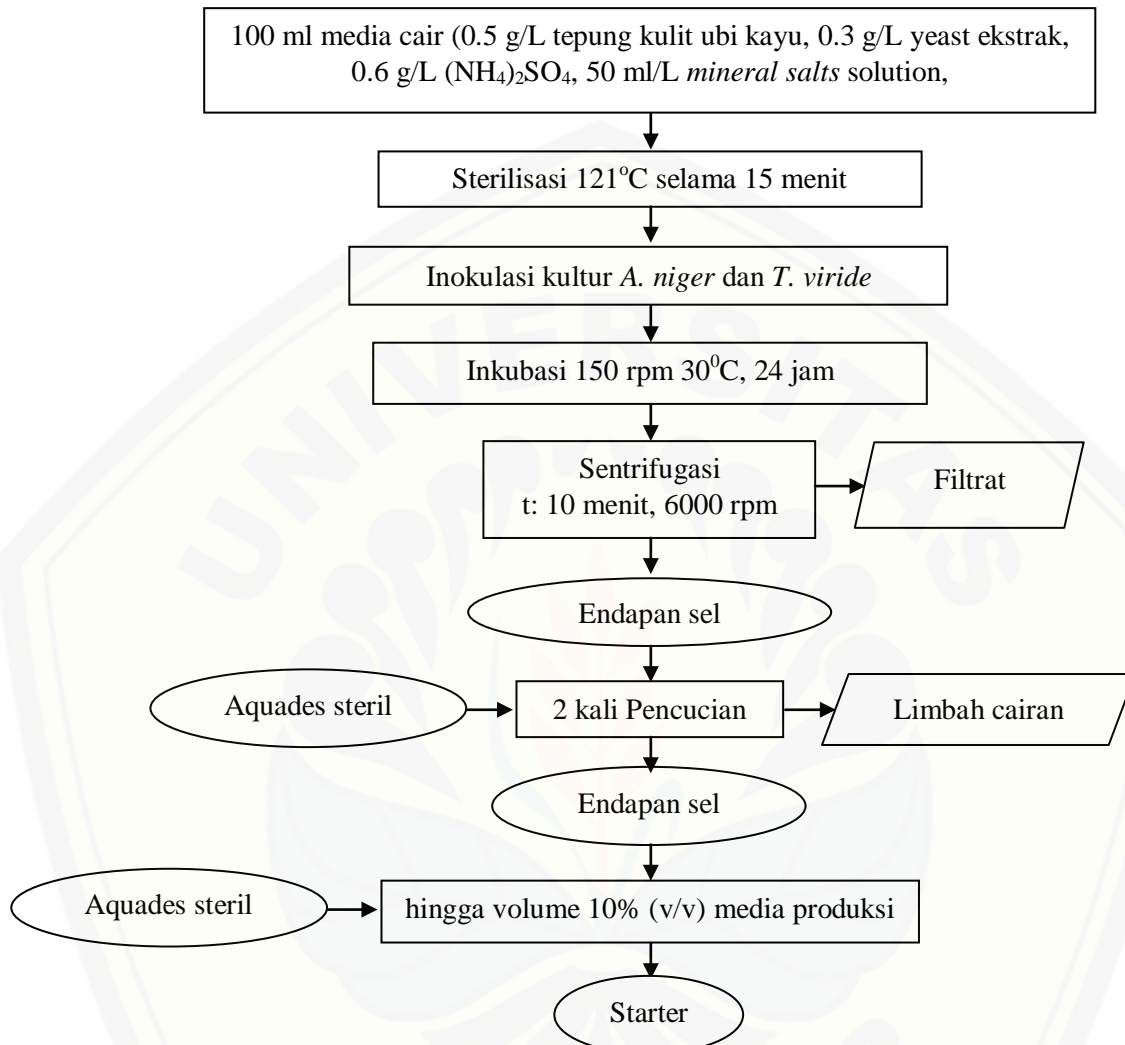 100 ml media cair (0.5 g/L tepung kulit ubi kayu, 0.3 g/L yeast ekstrak,
0.6 g/L (NH₄)₂SO₄, 50 ml/L mineral salts solution,
Sterilisasi 121°C selama 15 menit
Inokulasi kultur A. niger dan T. viride
Inkubasi 150 rpm 30⁰C, 24 jam
Sentrifugasi
t: 10 menit, 6000 rpm
Filtrat
Endapan sel
Aquades steril
2 kali Pencucian
Limbah cairan
Endapan sel
Aquades steril
hingga volume 10% (v/v) media produksi
Starter
UNIVERSITAS